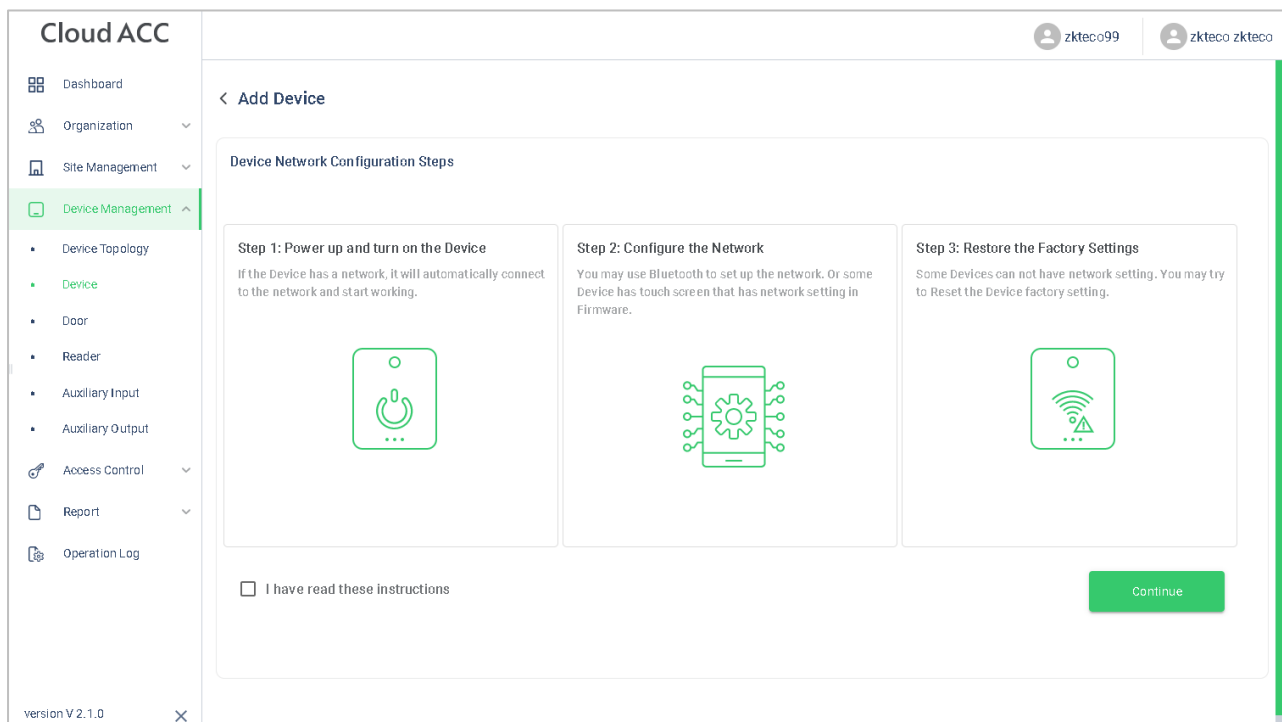 Cloud ACC
zkteco99
zkteco zkteco
Dashboard
Organization
Site Management
Device Management
Device Topology
Device
Door
Reader
Auxiliary Input
Auxiliary Output
Access Control
Report
Operation Log
version V 2.1.0
Add Device
Device Network Configuration Steps
Step 1: Power up and turn on the Device
If the Device has a network, it will automatically connect
to the network and start working.
Step 2: Configure the Network
You may use Bluetooth to set up the network. Or some
Device has touch screen that has network setting in
Firmware.
Step 3: Restore the Factory Settings
Some Devices can not have network setting. You may try
to Reset the Device factory setting.
I have read these instructions
Continue